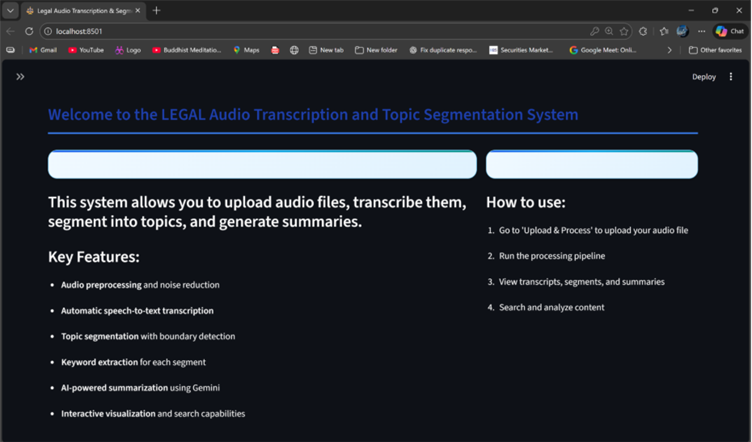 Legal Audio Transcription & Segm
localhost:8501
Chat
Gmail
YouTube
Logo
Buddhist Meditatio...
Maps
New tab
New folder
Fix duplicate respo...
Securities Market...
Google Meet: Onli...
Other favorites
Deploy
Welcome to the LEGAL Audio Transcription and Topic Segmentation System
This system allows you to upload audio files, transcribe them,
segment into topics, and generate summaries.
Key Features:
• Audio preprocessing and noise reduction
• Automatic speech-to-text transcription
• Topic segmentation with boundary detection
• Keyword extraction for each segment
• AI-powered summarization using Gemini
• Interactive visualization and search capabilities
How to use:
1. Go to 'Upload & Process' to upload your audio file
2. Run the processing pipeline
3. View transcripts, segments, and summaries
4. Search and analyze content